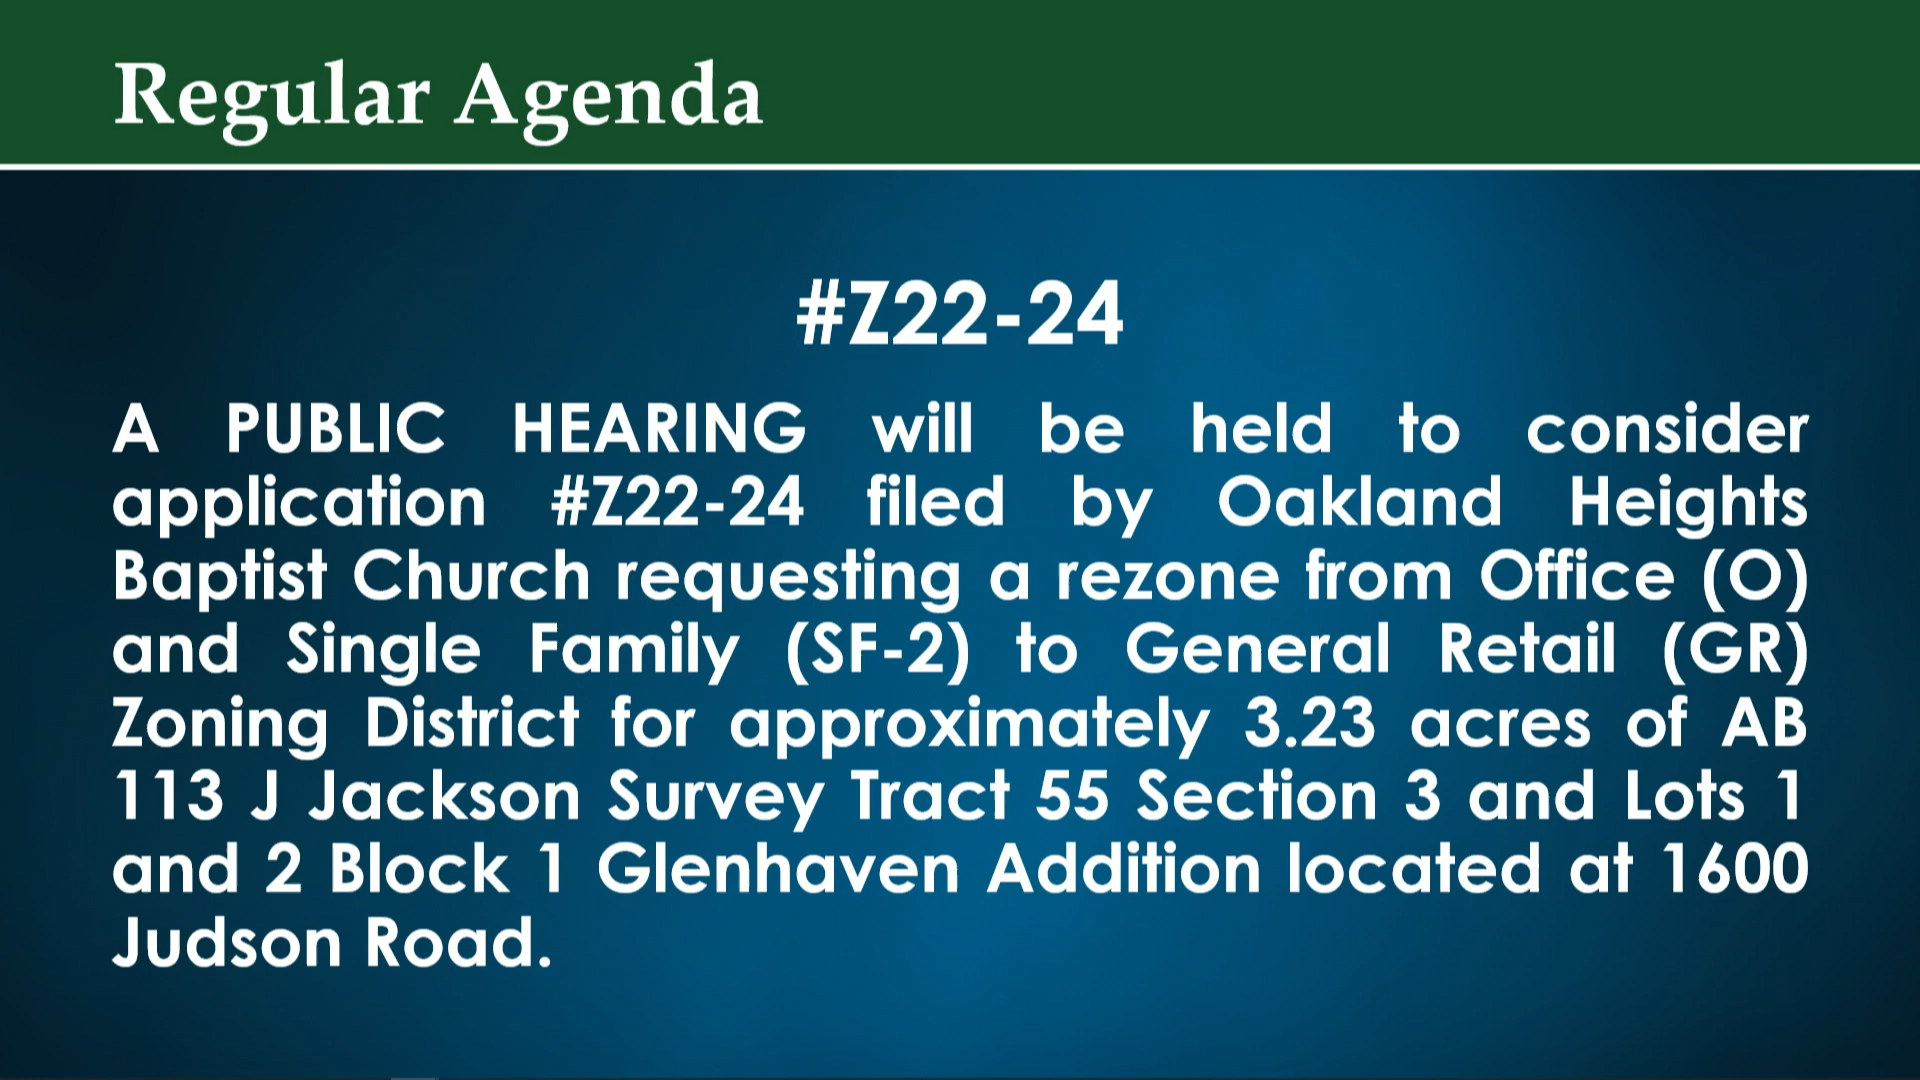 Regular Agenda
#Z22-24
A PUBLIC HEARING will be held to consider
application #Z22-24 filed by Oakland Heights
Baptist Church requesting a rezone from Office (O)
and Single Family (SF-2) to General Retail (GR)
Zoning District for approximately 3.23 acres of AB
113 J Jackson Survey Tract 55 Section 3 and Lots 1
and 2 Block 1 Glenhaven Addition located at 1600
Judson Road.